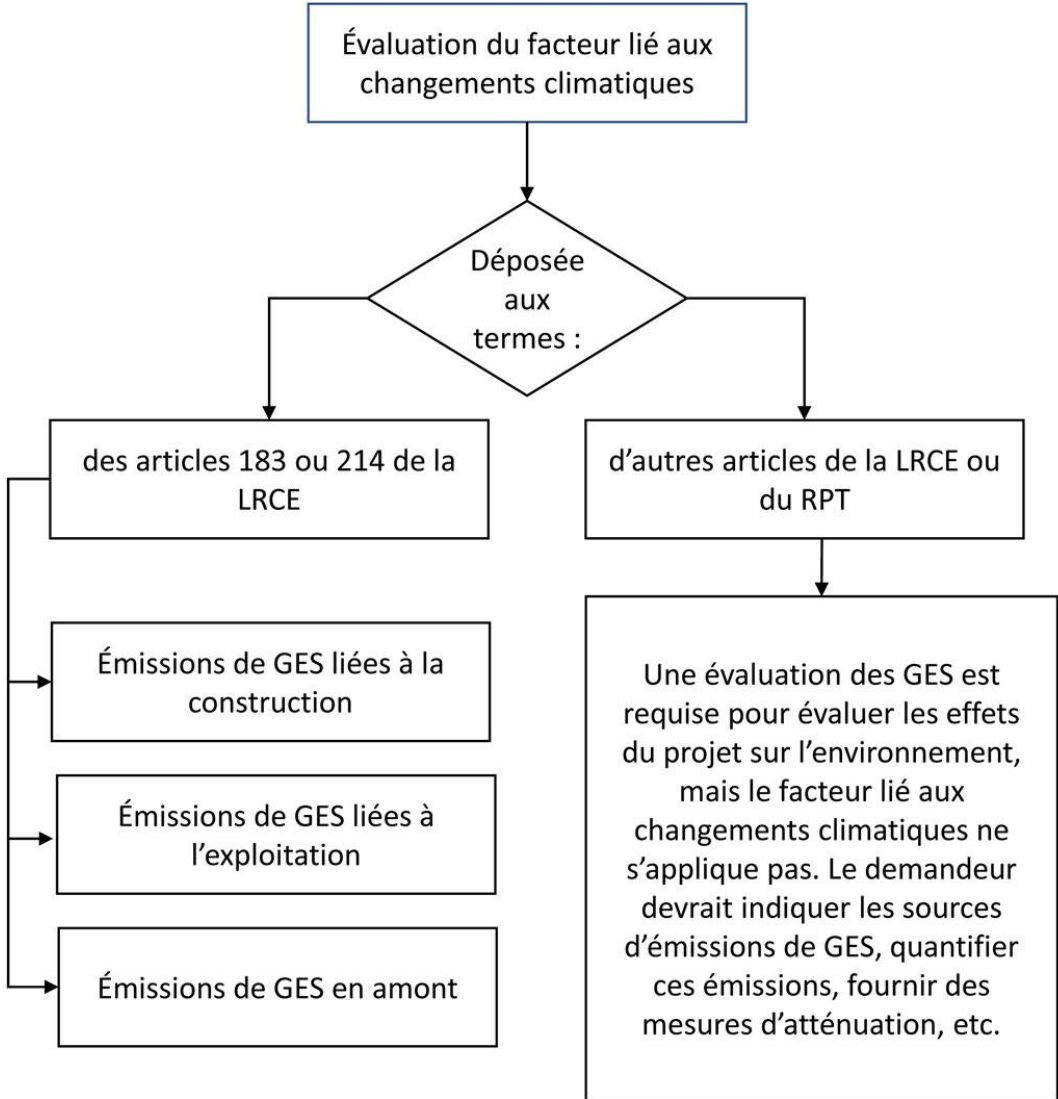 Évaluation du facteur lié aux
changements climatiques
Déposée
aux
termes :
des articles 183 ou 214 de la
LRCE
d’autres articles de la LRCE ou
du RPT
Émissions de GES liées à la
construction
Émissions de GES liées à
l’exploitation
Émissions de GES en amont
Une évaluation des GES est
requise pour évaluer les effets
du projet sur l’environnement,
mais le facteur lié aux
changements climatiques ne
s’applique pas. Le demandeur
devrait indiquer les sources
d’émissions de GES, quantifier
ces émissions, fournir des
mesures d’atténuation, etc.